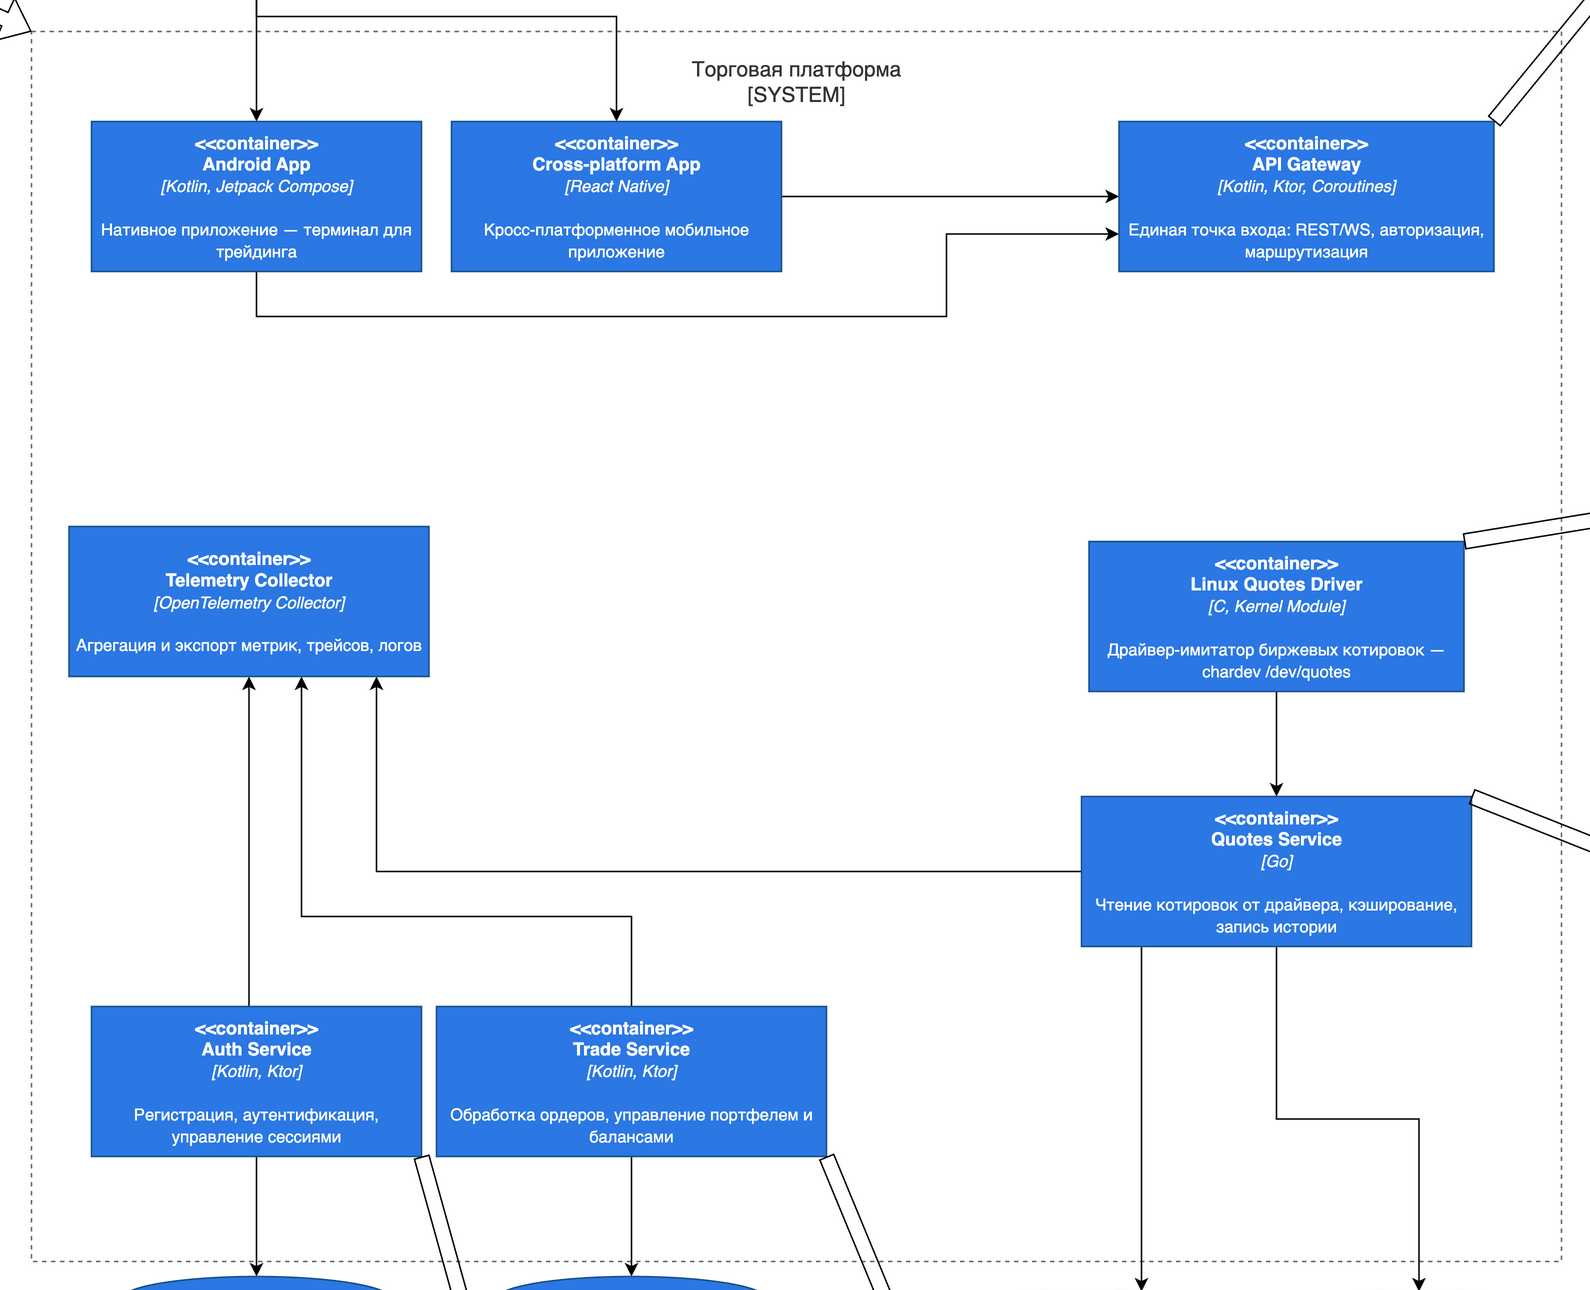 Торговая платформа
[SYSTEM]
<<container>>
Android App
[Kotlin, Jetpack Compose]
Нативное приложение — терминал для
трейдинга
<<container>>
Cross-platform App
[React Native]
Кросс-платформенное мобильное
приложение
<<container>>
API Gateway
[Kotlin, Ktor, Coroutines]
Единая точка входа: REST/WS, авторизация,
маршрутизация
<<container>>
Telemetry Collector
[OpenTelemetry Collector]
Агрегация и экспорт метрик, трейсов, логов
<<container>>
Linux Quotes Driver
[C, Kernel Module]
Драйвер-имитатор биржевых котировок —
chardev /dev/quotes
<<container>>
Quotes Service
[Go]
Чтение котировок от драйвера, кэширование,
запись истории
<<container>>
Auth Service
[Kotlin, Ktor]
Регистрация, аутентификация,
управление сессиями
<<container>>
Trade Service
[Kotlin, Ktor]
Обработка ордеров, управление портфелем и
балансами